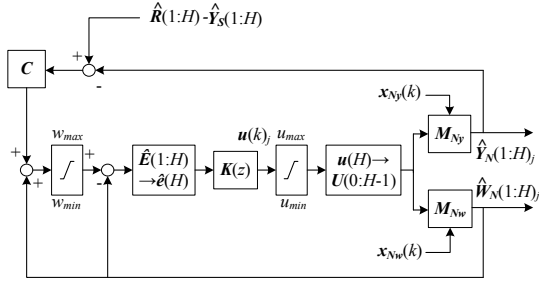 R̂(1:H) -Ŷ_S(1:H)
C
+
-
x_Ny(k)
+
+
w_max
w_min
+
-
Ê(1:H)
→ê(H)
u(k)_j
K(z)
u_max
u_min
u(H)→
U(0:H-1)
M_Ny
Ŷ_N(1:H)_j
M_Nw
Ŵ_N(1:H)_j
x_Nw(k)